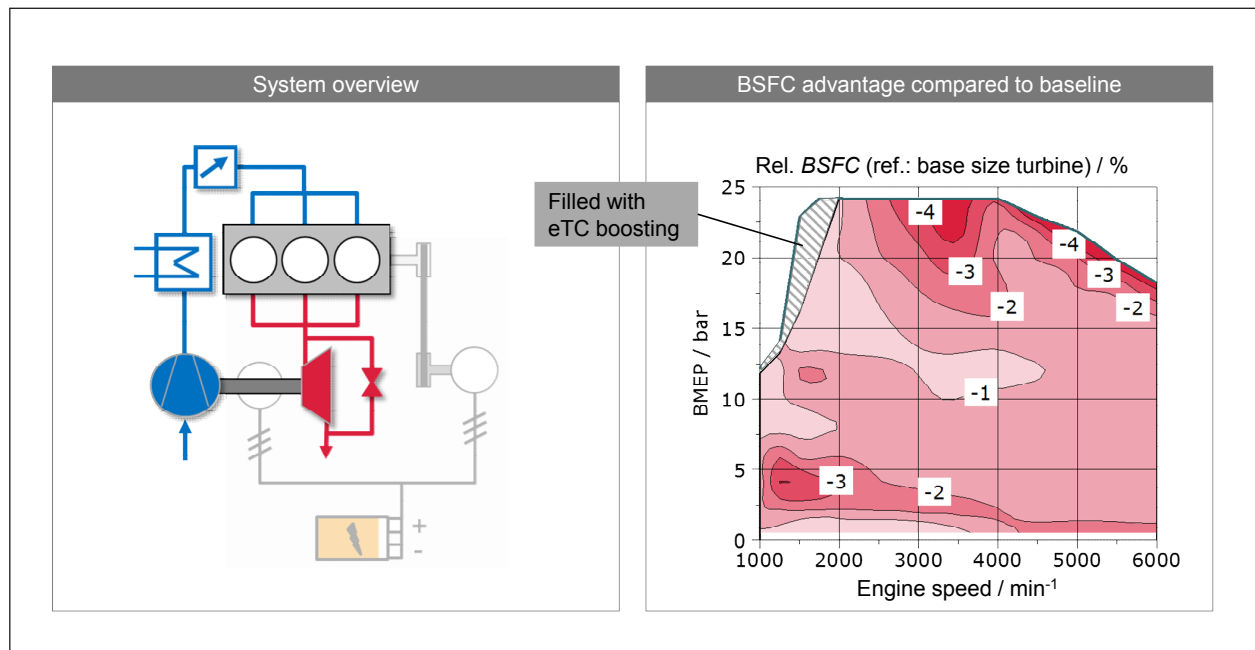 System overview
+
-
BSFC advantage compared to baseline
Rel. BSFC (ref.: base size turbine) / %
Filled with
eTC boosting
BMEP / bar
25
20
15
10
5
0
-4
-4
-3
-3
-2
-2
-1
-3
-2
1000 2000 3000 4000 5000 6000
Engine speed / min⁻¹